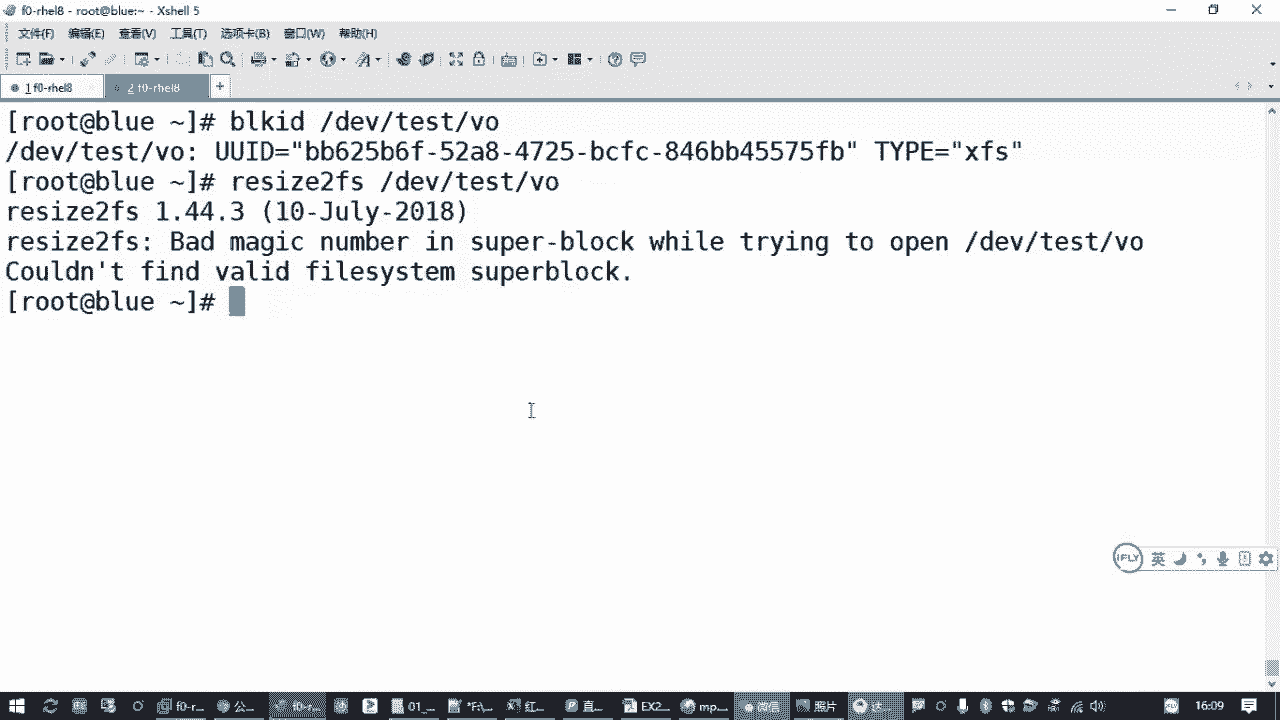 f0-rhel8 - root@blue:~ - Xshell 5
文件(F) 编辑(E) 查看(V) 工具(T) 选项卡(B) 窗口(W) 帮助(H)
1 f0-rhel8
2 f0-rhel8
[root@blue ~]# blkid /dev/test/vo
/dev/test/vo: UUID="bb625b6f-52a8-4725-bcfc-846bb45575fb" TYPE="xfs"
[root@blue ~]# resize2fs /dev/test/vo
resize2fs 1.44.3 (10-July-2018)
resize2fs: Bad magic number in super-block while trying to open /dev/test/vo
Couldn't find valid filesystem superblock.
[root@blue ~]#
iFLY 英
f0-r... 公... f0-r... 01_... *F:\... 红... 直... EX2... mp... 微信 照片 16:09